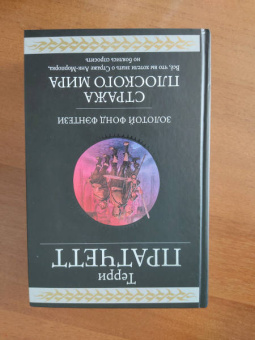 Терри
ПРАТЧЕТТ
ЗОЛОТОЙ ФОНД ФЭНТЕЗИ
СТРАЖА
ПЛОСКОГО МИРА
Всё, что вы хотели знать о Страже Анк-Морпорка,
но боялись спросить